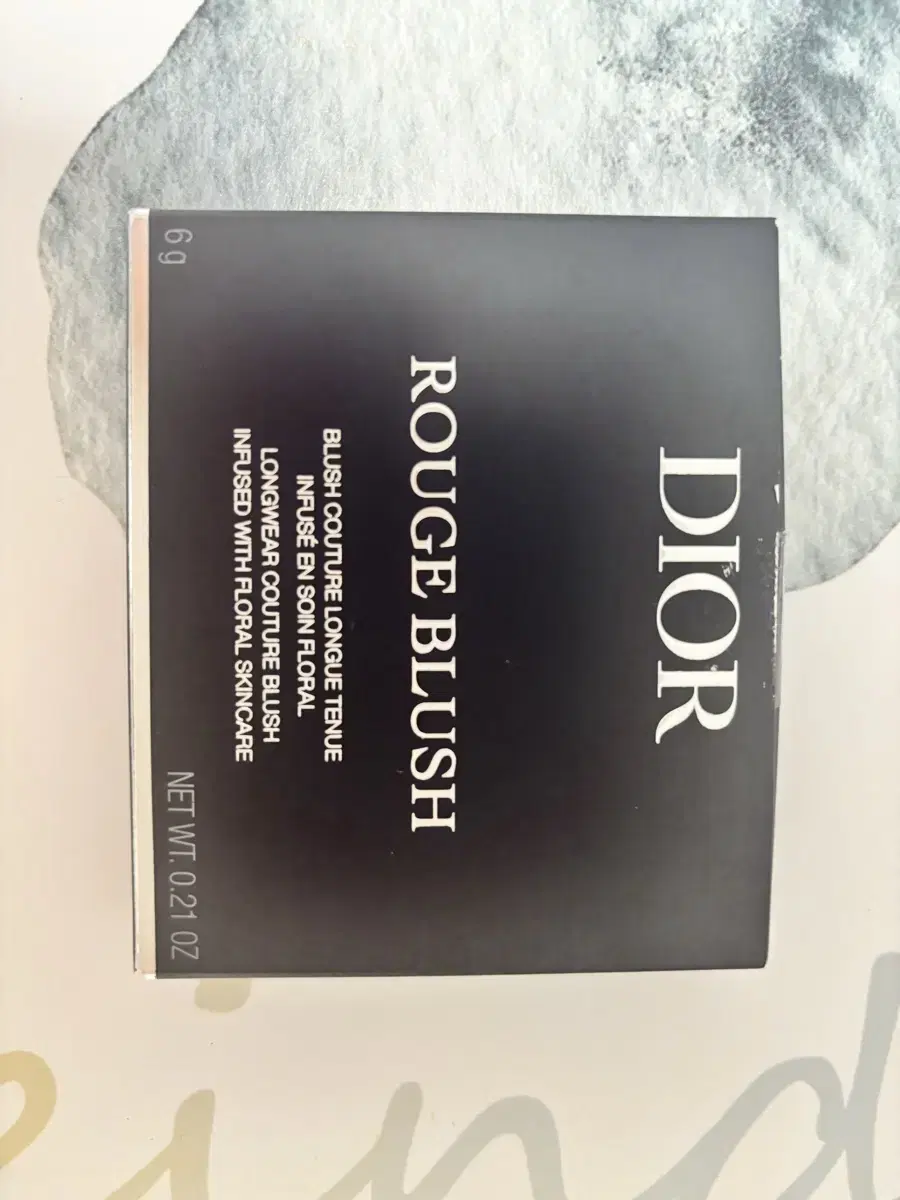 DIOR
ROUGE BLUSH
BLUSH COUTURE LONGUE TENUE
INFUSÉ EN SOIN FLORAL
LONGWEAR COUTURE BLUSH
INFUSED WITH FLORAL SKINCARE
6 g
NET WT. 0.21 OZ